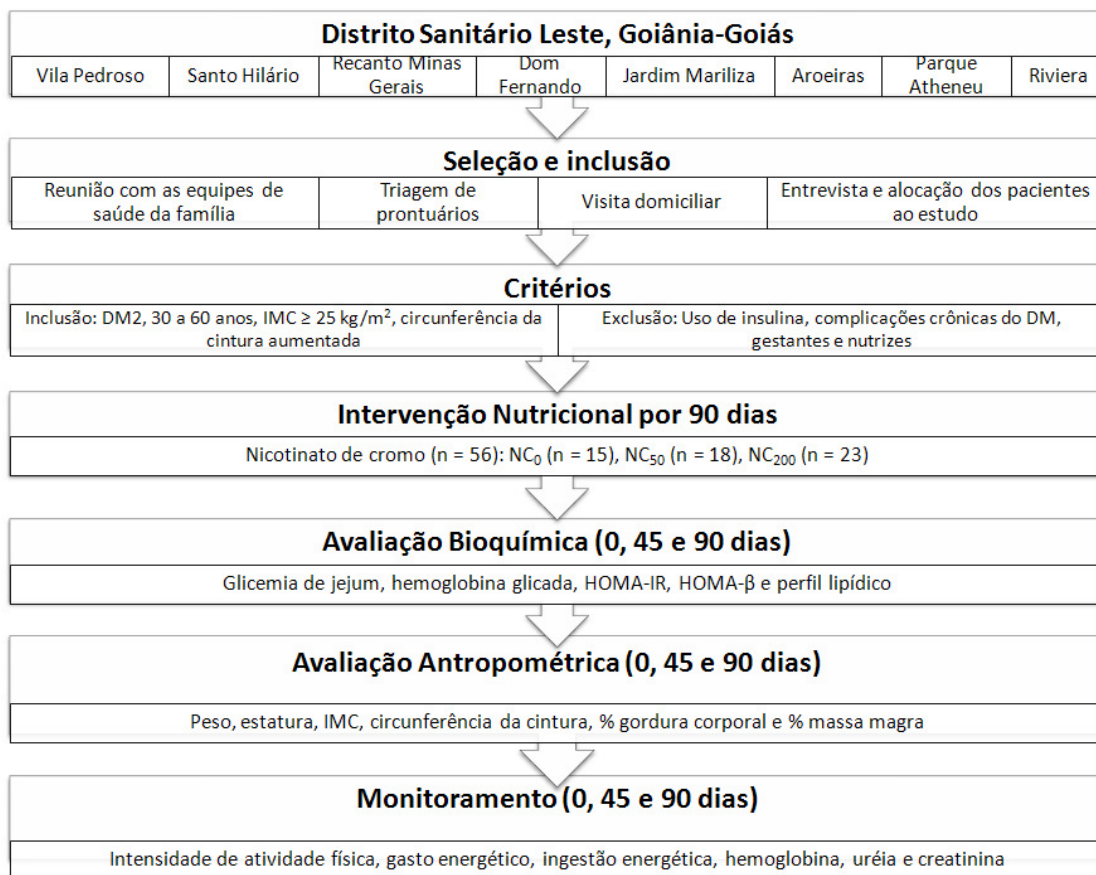 Distrito Sanitário Leste, Goiânia-Goiás
Vila Pedroso
Santo Hilário
Recanto Minas
Gerais
Dom
Fernando
Jardim Mariliza
Aroeiras
Parque
Atheneu
Riviera
Seleção e inclusão
Reunião com as equipes de
saúde da família
Triagem de
prontuários
Visita domiciliar
Entrevista e alocação dos pacientes
ao estudo
Critérios
Inclusão: DM2, 30 a 60 anos, IMC ≥ 25 kg/m², circunferência da
cintura aumentada
Exclusão: Uso de insulina, complicações crônicas do DM,
gestantes e nutrizes
Intervenção Nutricional por 90 dias
Nicotinato de cromo (n = 56): NC₀ (n = 15), NC₅₀ (n = 18), NC₂₀₀ (n = 23)
Avaliação Bioquímica (0, 45 e 90 dias)
Glicemia de jejum, hemoglobina glicada, HOMA-IR, HOMA-β e perfil lipídico
Avaliação Antropométrica (0, 45 e 90 dias)
Peso, estatura, IMC, circunferência da cintura, % gordura corporal e % massa magra
Monitoramento (0, 45 e 90 dias)
Intensidade de atividade física, gasto energético, ingestão energética, hemoglobina, uréia e creatinina